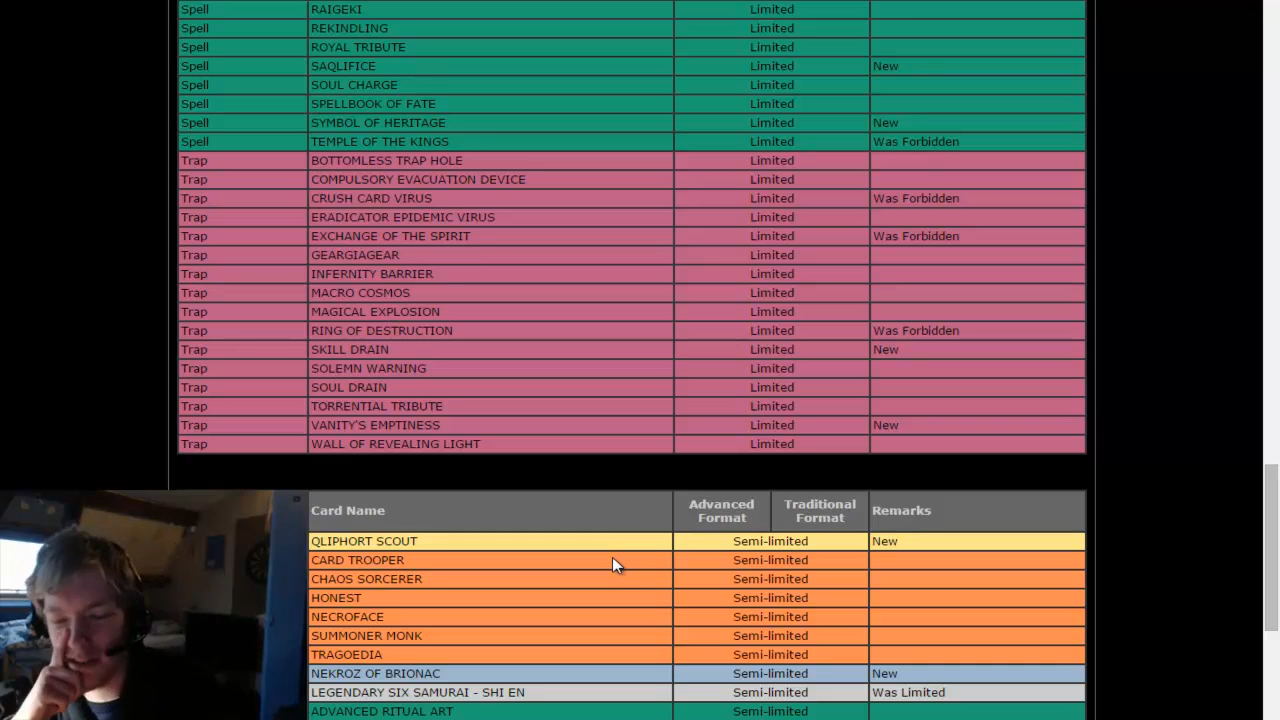 Spell RAIGEKI Limited
Spell REKINDLING Limited
Spell ROYAL TRIBUTE Limited
Spell SAQLIFICE Limited New
Spell SOUL CHARGE Limited
Spell SPELLBOOK OF FATE Limited
Spell SYMBOL OF HERITAGE Limited New
Spell TEMPLE OF THE KINGS Limited Was Forbidden
Trap BOTTOMLESS TRAP HOLE Limited
Trap COMPULSORY EVACUATION DEVICE Limited
Trap CRUSH CARD VIRUS Limited Was Forbidden
Trap ERADICATOR EPIDEMIC VIRUS Limited
Trap EXCHANGE OF THE SPIRIT Limited Was Forbidden
Trap GEARGIAGEAR Limited
Trap INFERNITY BARRIER Limited
Trap MACRO COSMOS Limited
Trap MAGICAL EXPLOSION Limited
Trap RING OF DESTRUCTION Limited Was Forbidden
Trap SKILL DRAIN Limited New
Trap SOLEMN WARNING Limited
Trap SOUL DRAIN Limited
Trap TORRENTIAL TRIBUTE Limited
Trap VANITY'S EMPTINESS Limited New
Trap WALL OF REVEALING LIGHT Limited
Card Name Advanced Format Traditional Format Remarks
QLIPHORT SCOUT Semi-limited New
CARD TROOPER Semi-limited
CHAOS SORCERER Semi-limited
HONEST Semi-limited
NECROFACE Semi-limited
SUMMONER MONK Semi-limited
TRAGOEDIA Semi-limited
NEKROZ OF BRIONAC Semi-limited New
LEGENDARY SIX SAMURAI - SHI EN Semi-limited Was Limited
ADVANCED RITUAL ART Semi-limited